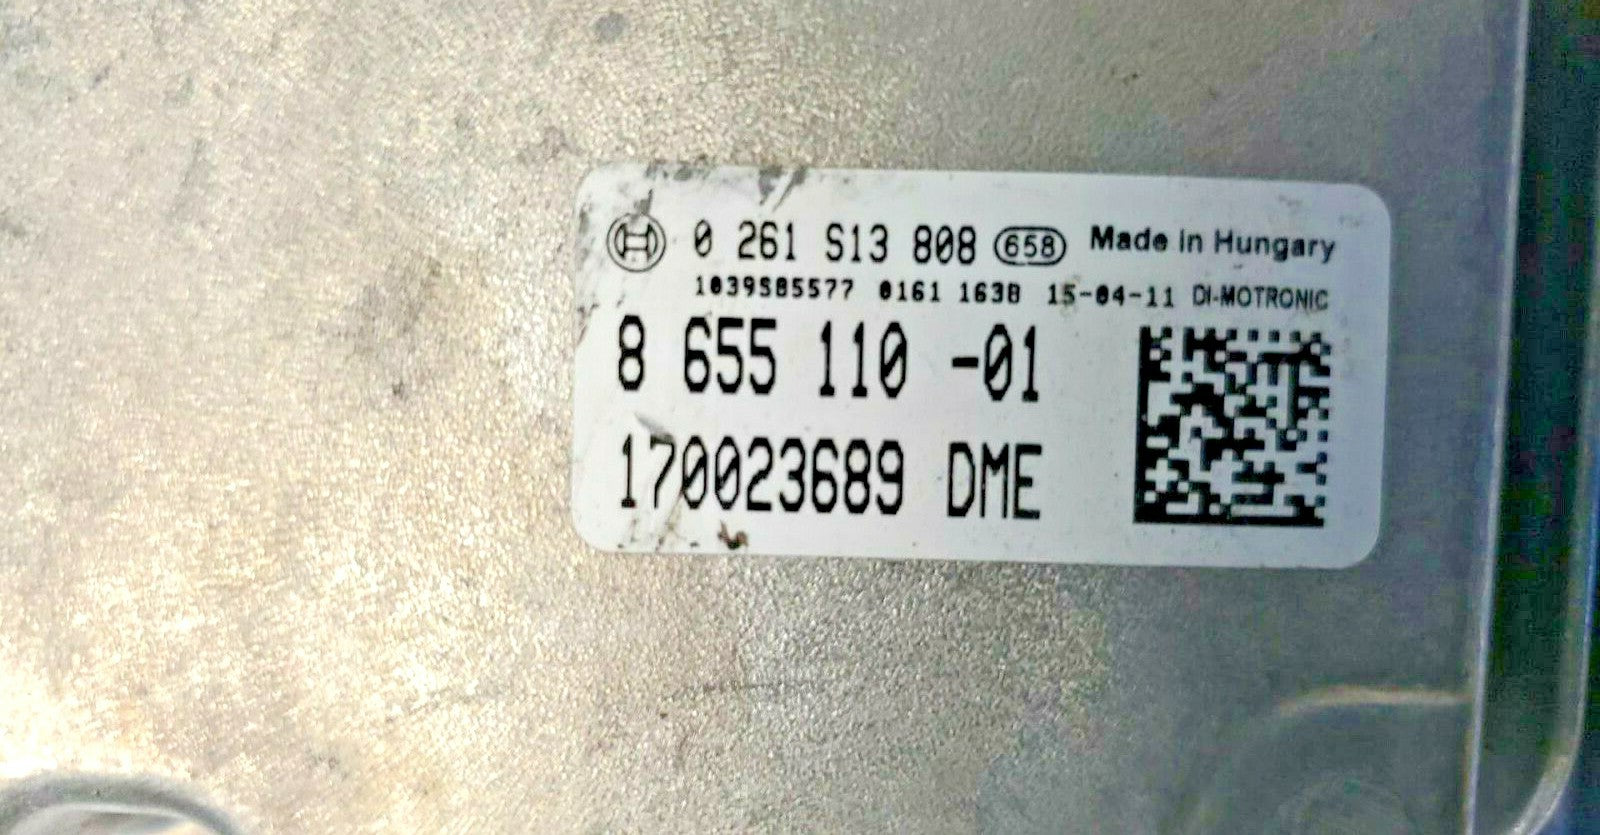 0 261 S13 808 658 Made in Hungary
1039S85577 0161 163B 15-04-11 DI-MOTRONIC
8 655 110 -01
170023689 DME